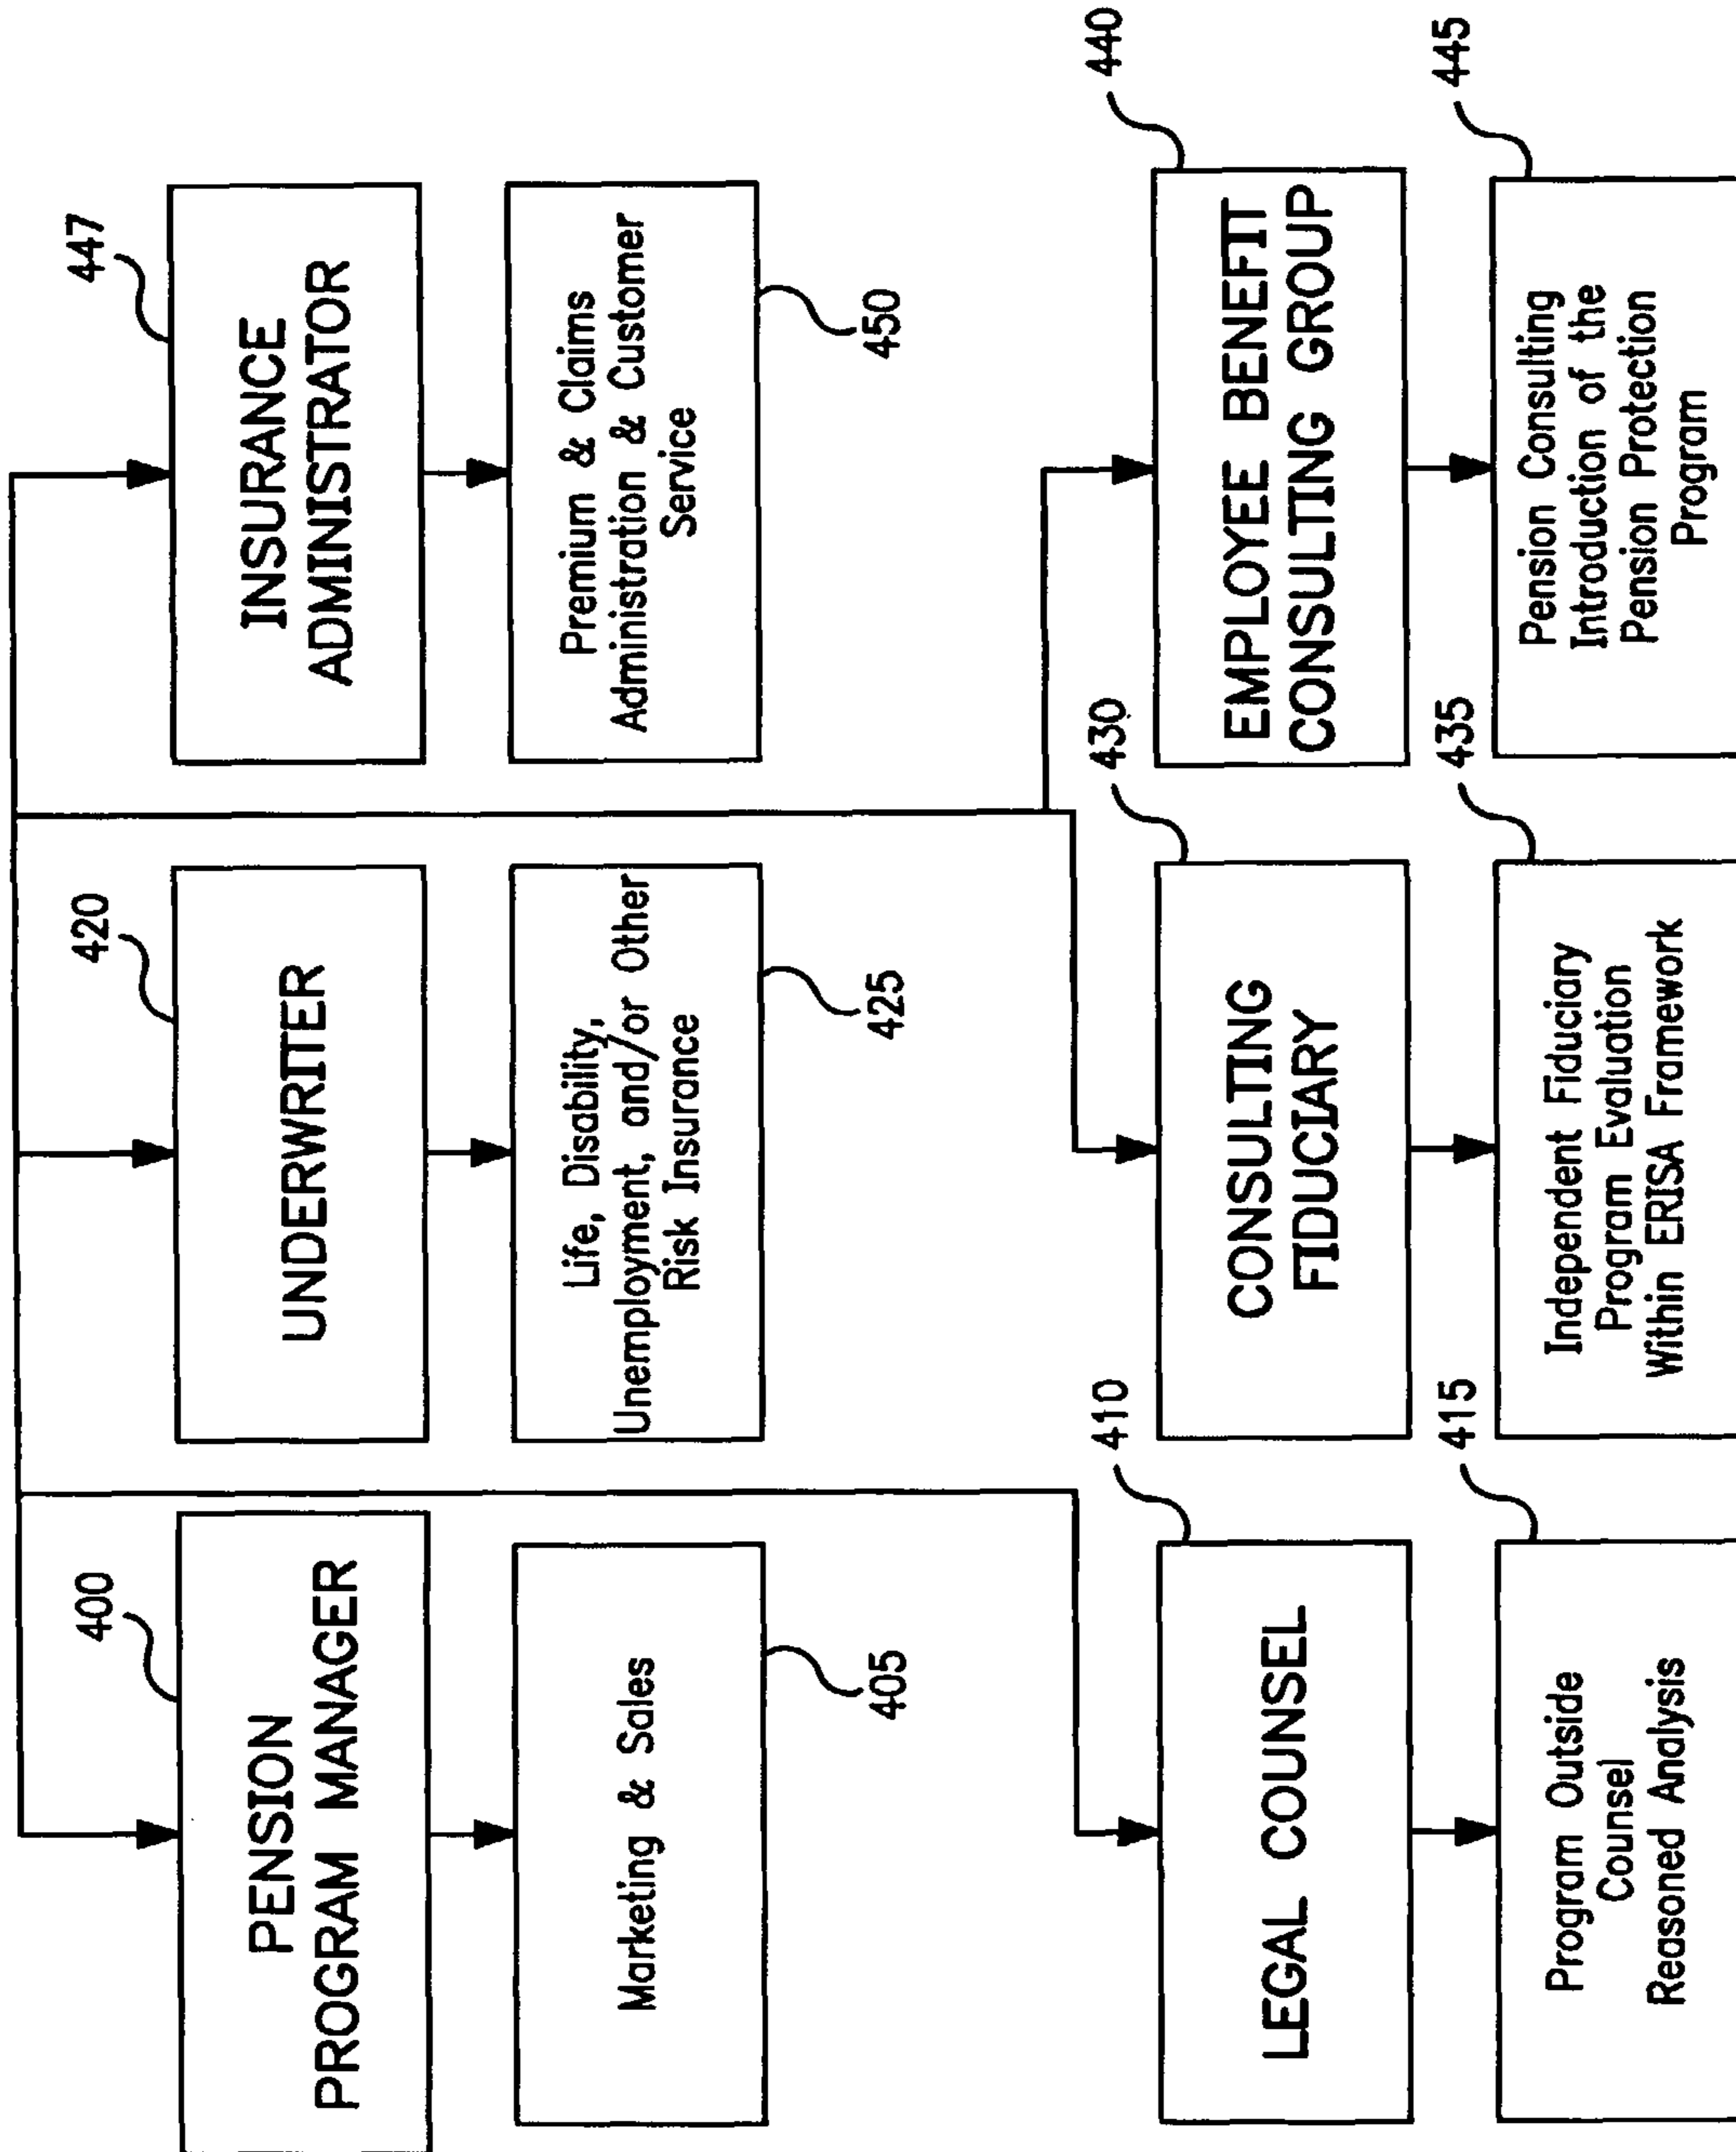 400
PENSION
PROGRAM MANAGER
Marketing & Sales
405
420
UNDERWRITER
Life, Disability,
Unemployment, and/or Other
Risk Insurance
425
447
INSURANCE
ADMINISTRATOR
Premium & Claims
Administration & Customer
Service
450
410
LEGAL COUNSEL
415
Program Outside
Counsel
Reasoned Analysis
430
CONSULTING
FIDUCIARY
435
Independent Fiduciary
Program Evaluation
Within ERISA Framework
440
EMPLOYEE BENEFIT
CONSULTING GROUP
445
Pension Consulting
Introduction of the
Pension Protection
Program